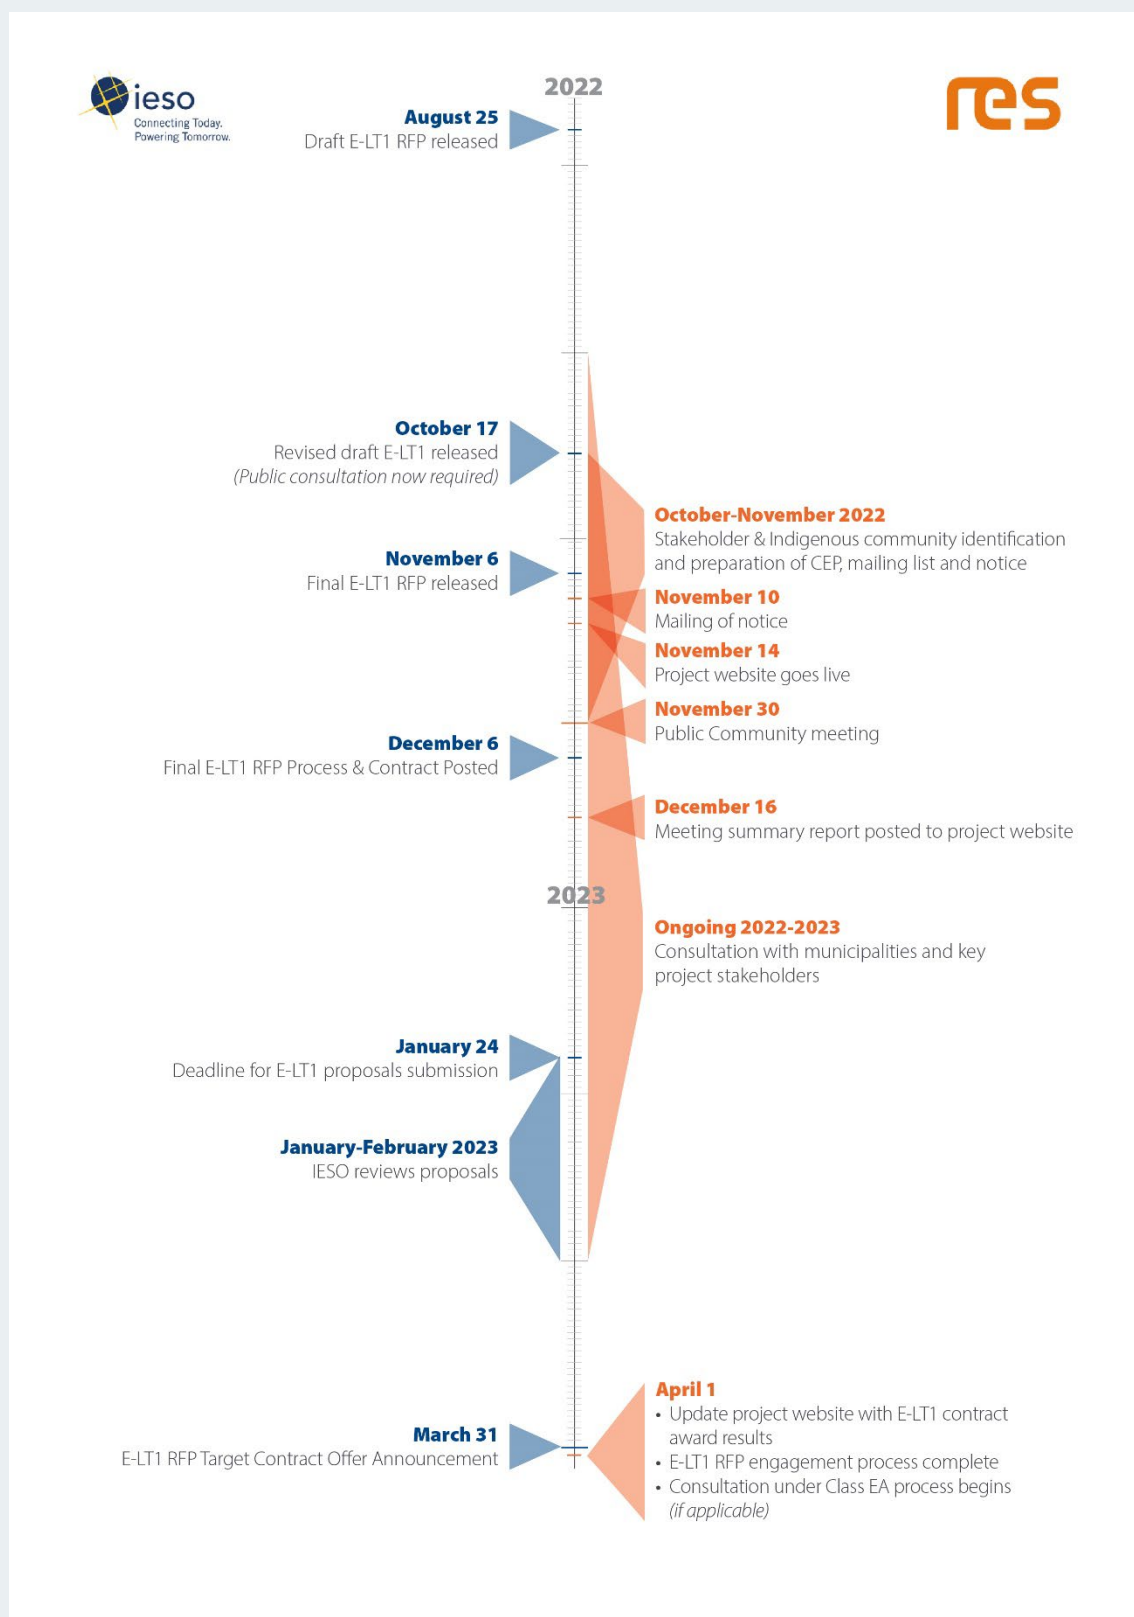 ieso
Connecting Today.
Powering Tomorrow.
res
2022
August 25
Draft E-LT1 RFP released
October 17
Revised draft E-LT1 released
(Public consultation now required)
October-November 2022
Stakeholder & Indigenous community identification
and preparation of CEP, mailing list and notice
November 6
Final E-LT1 RFP released
November 10
Mailing of notice
November 14
Project website goes live
November 30
Public Community meeting
December 6
Final E-LT1 RFP Process & Contract Posted
December 16
Meeting summary report posted to project website
2023
Ongoing 2022-2023
Consultation with municipalities and key
project stakeholders
January 24
Deadline for E-LT1 proposals submission
January-February 2023
IESO reviews proposals
March 31
E-LT1 RFP Target Contract Offer Announcement
April 1
• Update project website with E-LT1 contract
award results
• E-LT1 RFP engagement process complete
• Consultation under Class EA process begins
(if applicable)